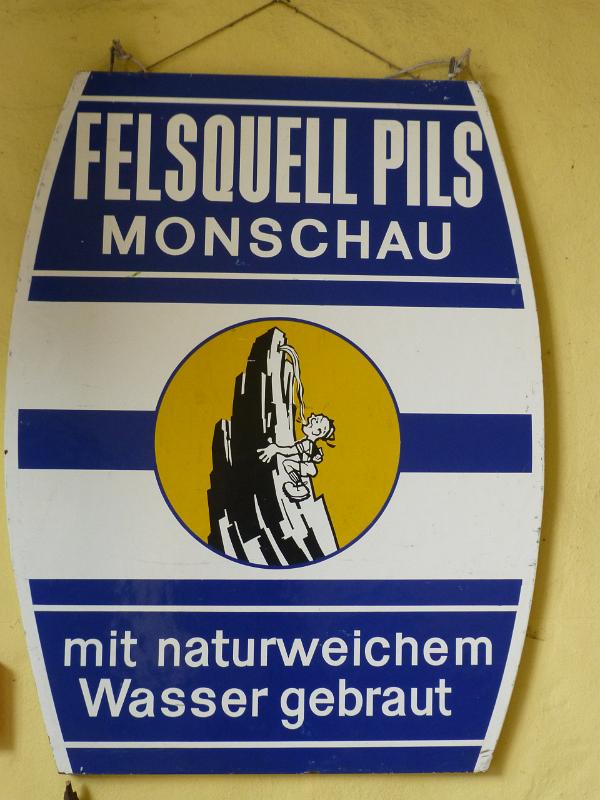 FELSQUELL PILS
MONSCHAU
mit naturweichem
Wasser gebraut